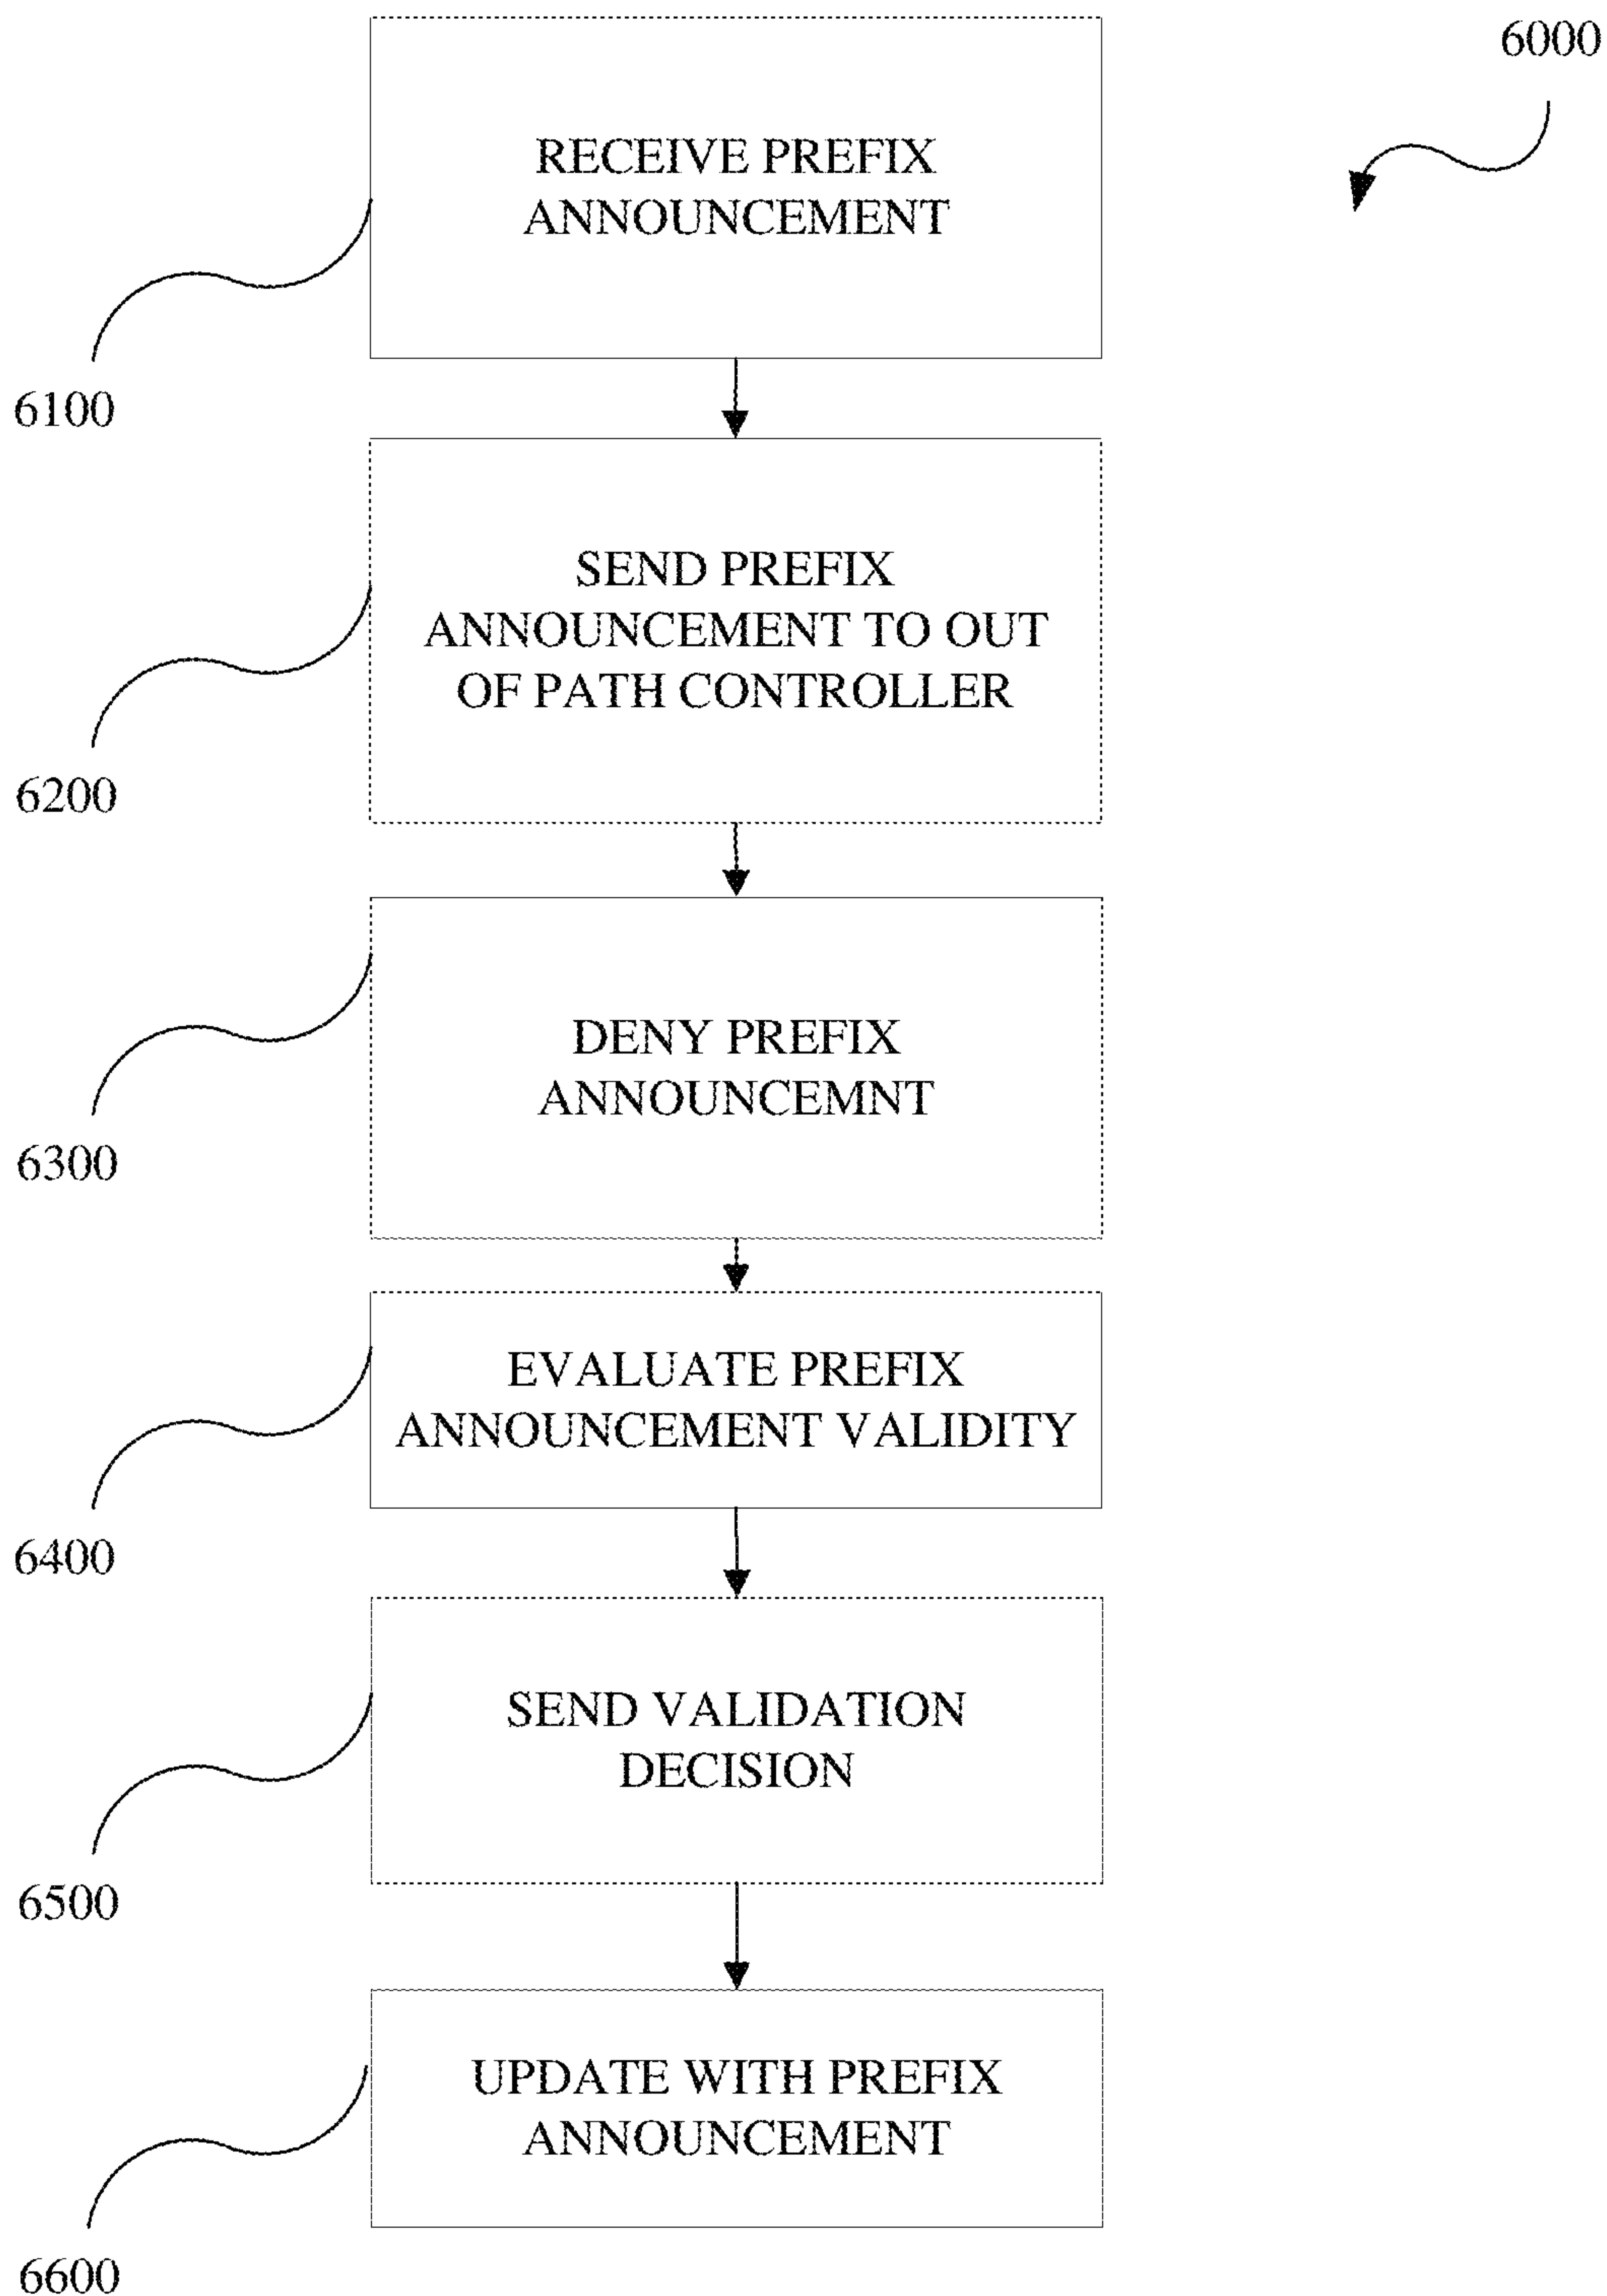 6000
RECEIVE PREFIX
ANNOUNCEMENT
6100
SEND PREFIX
ANNOUNCEMENT TO OUT
OF PATH CONTROLLER
6200
DENY PREFIX
ANNOUNCEMNT
6300
EVALUATE PREFIX
ANNOUNCEMENT VALIDITY
6400
SEND VALIDATION
DECISION
6500
UPDATE WITH PREFIX
ANNOUNCEMENT
6600